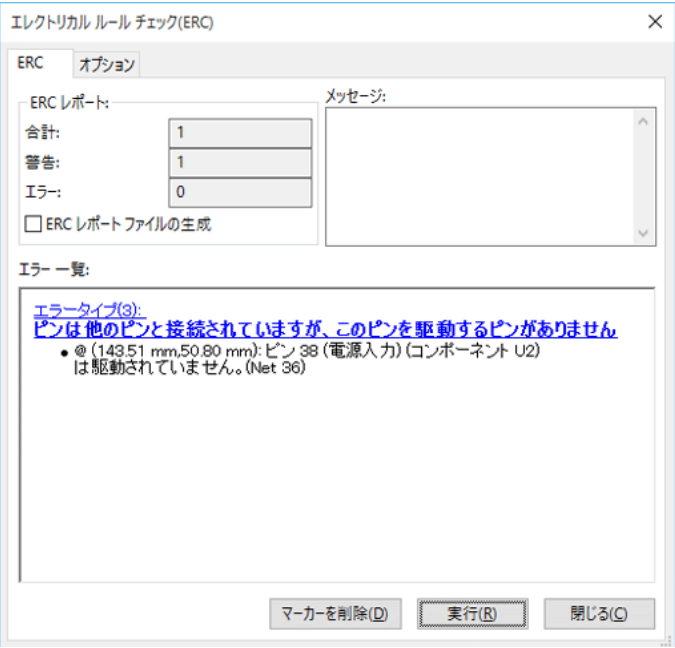 エレクトリカル ルール チェック(ERC)
ERC
オプション
ERC レポート:
合計:
1
警告:
1
エラー:
0
ERC レポート ファイルの生成
メッセージ:
エラー 一覧:
エラータイプ(3):
ピンは他のピンと接続されていますが、このピンを駆動するピンがありません
• @ (143.51 mm,50.80 mm): ピン 38 (電源入力) (コンポーネント U2)
は駆動されていません。(Net 36)
マーカーを削除(D)
実行(R)
閉じる(C)